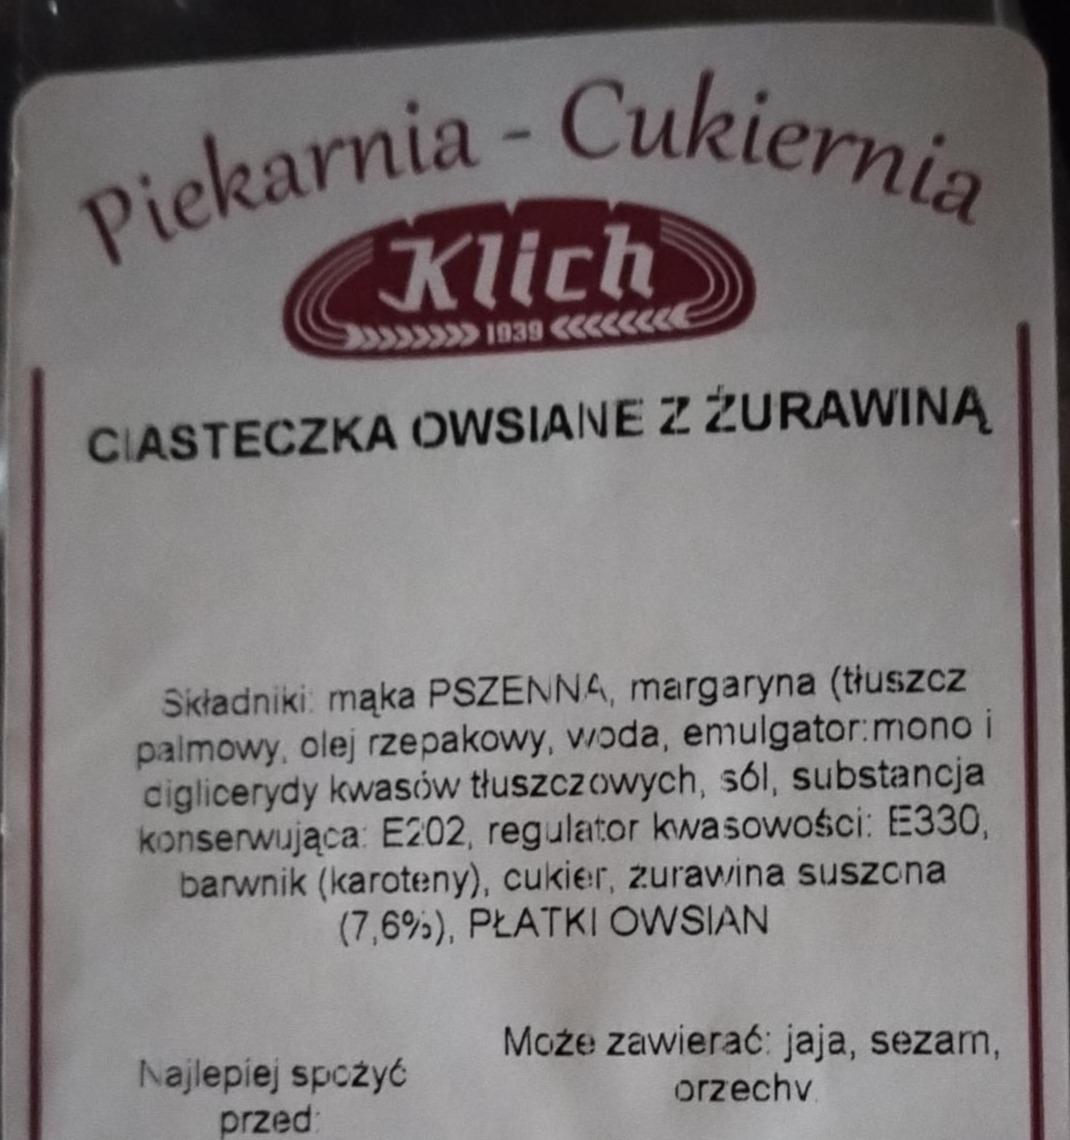 Piekarnia - Cukiernia
Klich
1939
CIASTECZKA OWSIANE Z ŻURAWINĄ
Składniki: mąka PSZENNA, margaryna (tłuszcz
palmowy, olej rzepakowy, woda, emulgator:mono i
diglicerydy kwasów tłuszczowych, sól, substancja
konserwująca: E202, regulator kwasowości: E330,
barwnik (karoteny), cukier, żurawina suszona
(7,6%), PŁATKI OWSIAN
Może zawierać: jaja, sezam,
orzechy
Najlepiej spożyć
przed: